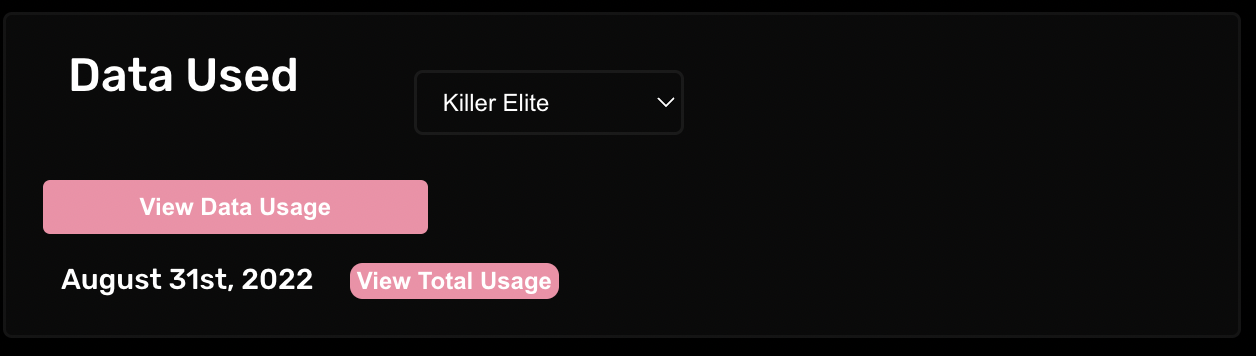 Data Used
Killer Elite
View Data Usage
August 31st, 2022
View Total Usage